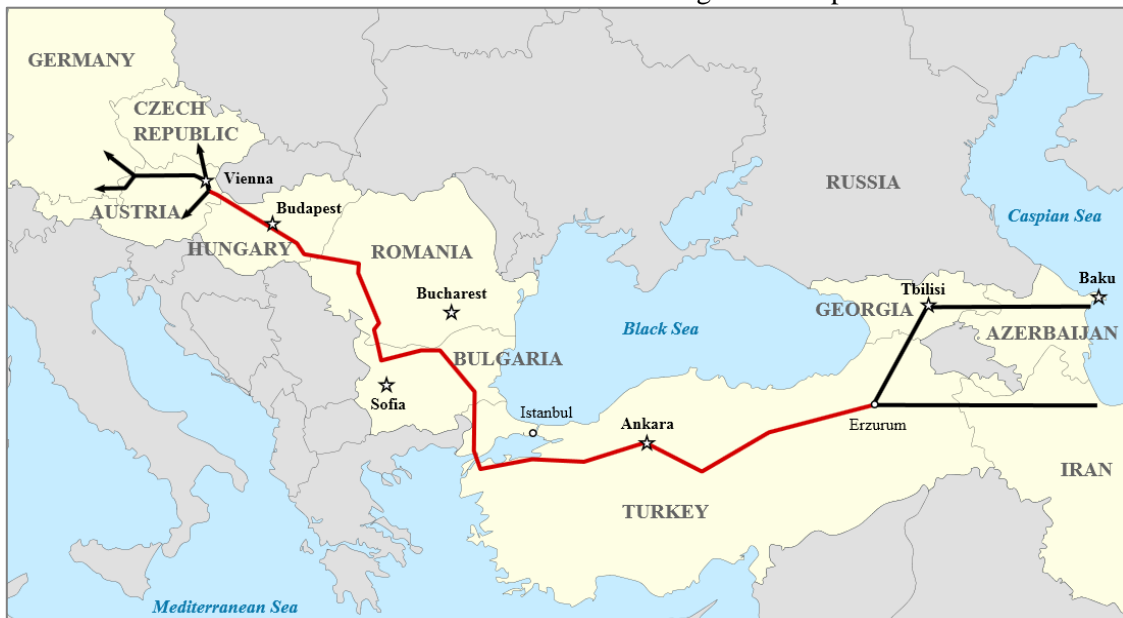 GERMANY
CZECH
REPUBLIC
Vienna
AUSTRIA
Budapest
HUNGARY
ROMANIA
Bucharest
BULGARIA
Sofia
Istanbul
Ankara
TURKEY
Black Sea
RUSSIA
Caspian Sea
Baku
Tbilisi
GEORGIA
AZERBAIJAN
Erzurum
IRAN
Mediterranean Sea